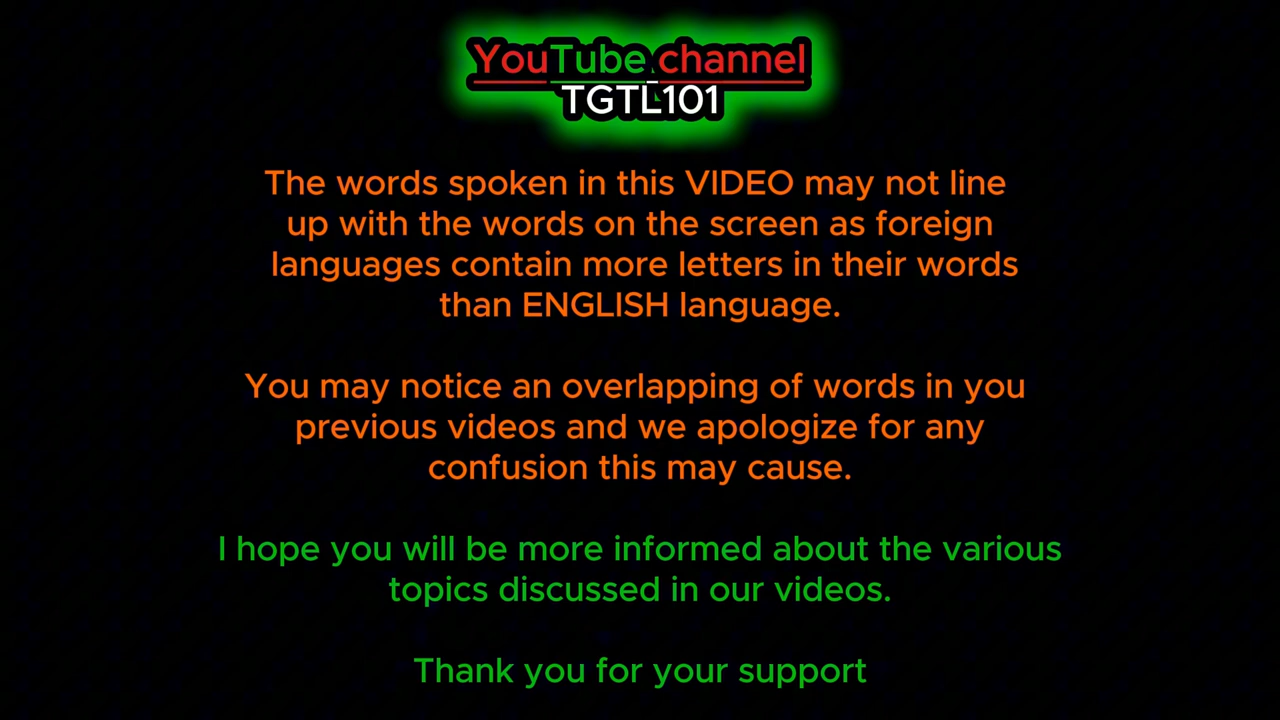 YouTube channel
TGTL101
The words spoken in this VIDEO may not line
up with the words on the screen as foreign
languages contain more letters in their words
than ENGLISH language.
You may notice an overlapping of words in you
previous videos and we apologize for any
confusion this may cause.
I hope you will be more informed about the various
topics discussed in our videos.
Thank you for your support